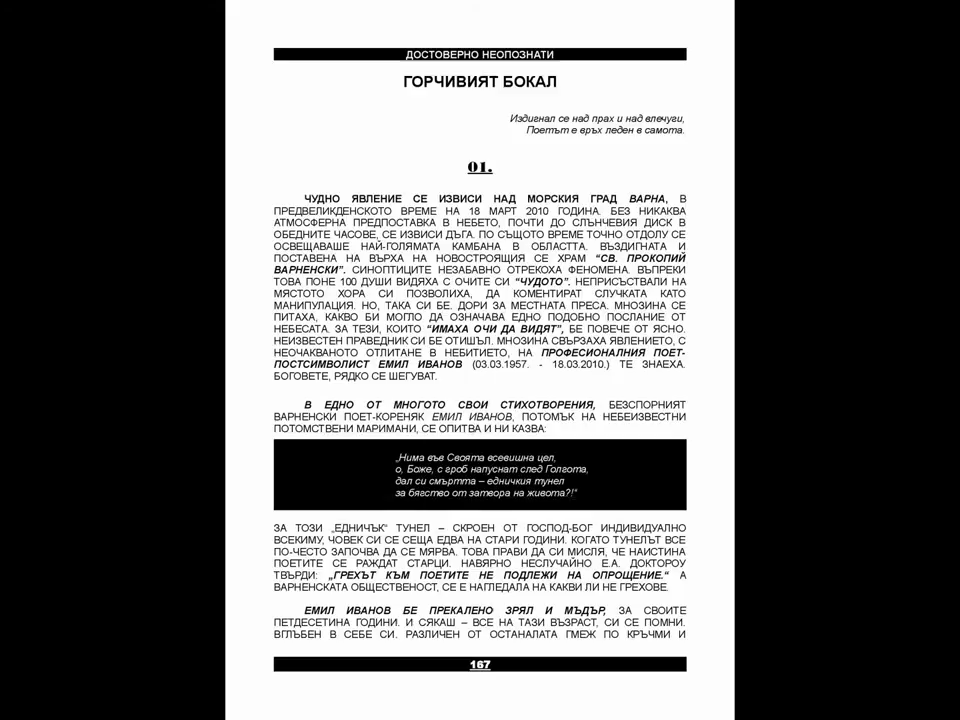 ДОСТОВЕРНО НЕОПОЗНАТИ
ГОРЧИВИЯТ БОКАЛ
Издигнал се над прах и над влечуги,
Поетът е връх леден в самота.
01.
ЧУДНО ЯВЛЕНИЕ СЕ ИЗВИСИ НАД МОРСКИЯ ГРАД ВАРНА, В
ПРЕДВЕЛИКДЕНСКОТО ВРЕМЕ НА 18 МАРТ 2010 ГОДИНА. БЕЗ НИКАКВА
АТМОСФЕРНА ПРЕДПОСТАВКА В НЕБЕТО, ПОЧТИ ДО СЛЪНЧЕВИЯ ДИСК В
ОБЕДНИТЕ ЧАСОВЕ, СЕ ИЗВИСИ ДЪГА. ПО СЪЩОТО ВРЕМЕ ТОЧНО ОТДОЛУ СЕ
ОСВЕЩАВАШЕ НАЙ-ГОЛЯМАТА КАМБАНА В ОБЛАСТТА. ВЪЗДИГНАТА И
ПОСТАВЕНА НА ВЪРХА НА НОВОСТРОЯЩИЯ СЕ ХРАМ “СВ. ПРОКОПИЙ
ВАРНЕНСКИ”. СИНОПТИЦИТЕ НЕЗАБАВНО ОТРЕКОХА ФЕНОМЕНА. ВЪПРЕКИ
ТОВА ПОНЕ 100 ДУШИ ВИДЯХА С ОЧИТЕ СИ “ЧУДОТО”. НЕПРИСЪСТВАЛИ НА
МЯСТОТО ХОРА СИ ПОЗВОЛИХА, ДА КОМЕНТИРАТ СЛУЧКАТА КАТО
МАНИПУЛАЦИЯ. НО, ТАКА СИ БЕ. ДОРИ ЗА МЕСТНАТА ПРЕСА. МНОЗИНА СЕ
ПИТАХА, КАКВО БИ МОГЛО ДА ОЗНАЧАВА ЕДНО ПОДОБНО ПОСЛАНИЕ ОТ
НЕБЕСАТА. ЗА ТЕЗИ, КОИТО “ИМАХА ОЧИ ДА ВИДЯТ”, БЕ ПОВЕЧЕ ОТ ЯСНО.
НЕИЗВЕСТЕН ПРАВЕДНИК СИ БЕ ОТИШЪЛ. МНОЗИНА СВЪРЗАХА ЯВЛЕНИЕТО, С
НЕОЧАКВАНОТО ОТЛИТАНЕ В НЕБИТИЕТО, НА ПРОФЕСИОНАЛНИЯ ПОЕТ-
ПОСТСИМВОЛИСТ ЕМИЛ ИВАНОВ (03.03.1957. - 18.03.2010.) ТЕ ЗНАЕХА.
БОГОВЕТЕ, РЯДКО СЕ ШЕГУВАТ.
В ЕДНО ОТ МНОГОТО СВОИ СТИХОТВОРЕНИЯ, БЕЗСПОРНИЯТ
ВАРНЕНСКИ ПОЕТ-КОРЕНЯК ЕМИЛ ИВАНОВ, ПОТОМЪК НА НЕБЕИЗВЕСТНИ
ПОТОМСТВЕНИ МАРИМАНИ, СЕ ОПИТВА И НИ КАЗВА:
„Нима във Своята всевишна цел,
о, Боже, с гроб напуснат след Голгота,
дал си смъртта – едничкия тунел
за бягство от затвора на живота?!“
ЗА ТОЗИ „ЕДНИЧЪК“ ТУНЕЛ – СКРОЕН ОТ ГОСПОД-БОГ ИНДИВИДУАЛНО
ВСЕКИМУ, ЧОВЕК СИ СЕ СЕЩА ЕДВА НА СТАРИ ГОДИНИ. КОГАТО ТУНЕЛЪТ ВСЕ
ПО-ЧЕСТО ЗАПОЧВА ДА СЕ МЯРВА. ТОВА ПРАВИ ДА СИ МИСЛЯ, ЧЕ НАИСТИНА
ПОЕТИТЕ СЕ РАЖДАТ СТАРЦИ. НАВЯРНО НЕСЛУЧАЙНО Е.А. ДОКТОРОУ
ТВЪРДИ: „ГРЕХЪТ КЪМ ПОЕТИТЕ НЕ ПОДЛЕЖИ НА ОПРОЩЕНИЕ.“ А
ВАРНЕНСКАТА ОБЩЕСТВЕНОСТ, СЕ Е НАГЛЕДАЛА НА КАКВИ ЛИ НЕ ГРЕХОВЕ.
ЕМИЛ ИВАНОВ БЕ ПРЕКАЛЕНО ЗРЯЛ И МЪДЪР, ЗА СВОИТЕ
ПЕТДЕСЕТИНА ГОДИНИ. И СЯКАШ – ВСЕ НА ТАЗИ ВЪЗРАСТ, СИ СЕ ПОМНИ.
ВГЛЪБЕН В СЕБЕ СИ. РАЗЛИЧЕН ОТ ОСТАНАЛАТА ГМЕЖ ПО КРЪЧМИ И
167